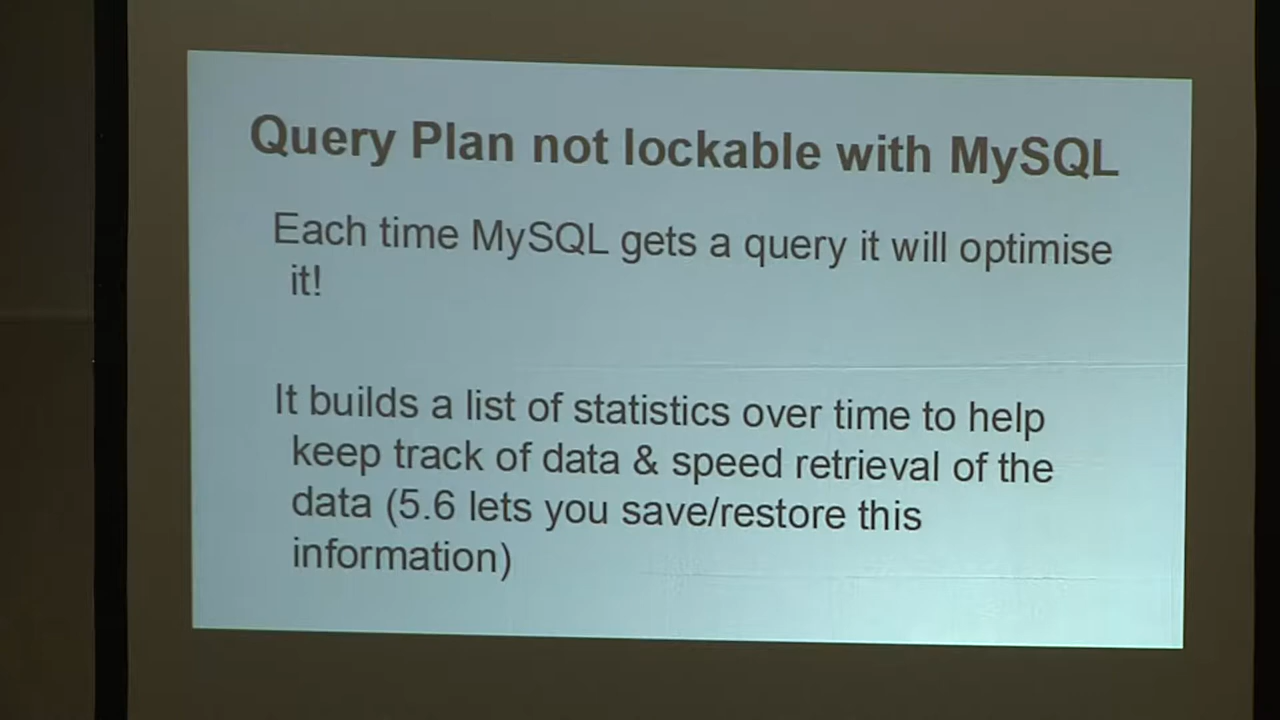 Query Plan not lockable with MySQL
Each time MySQL gets a query it will optimise
it!
It builds a list of statistics over time to help
keep track of data & speed retrieval of the
data (5.6 lets you save/restore this
information)